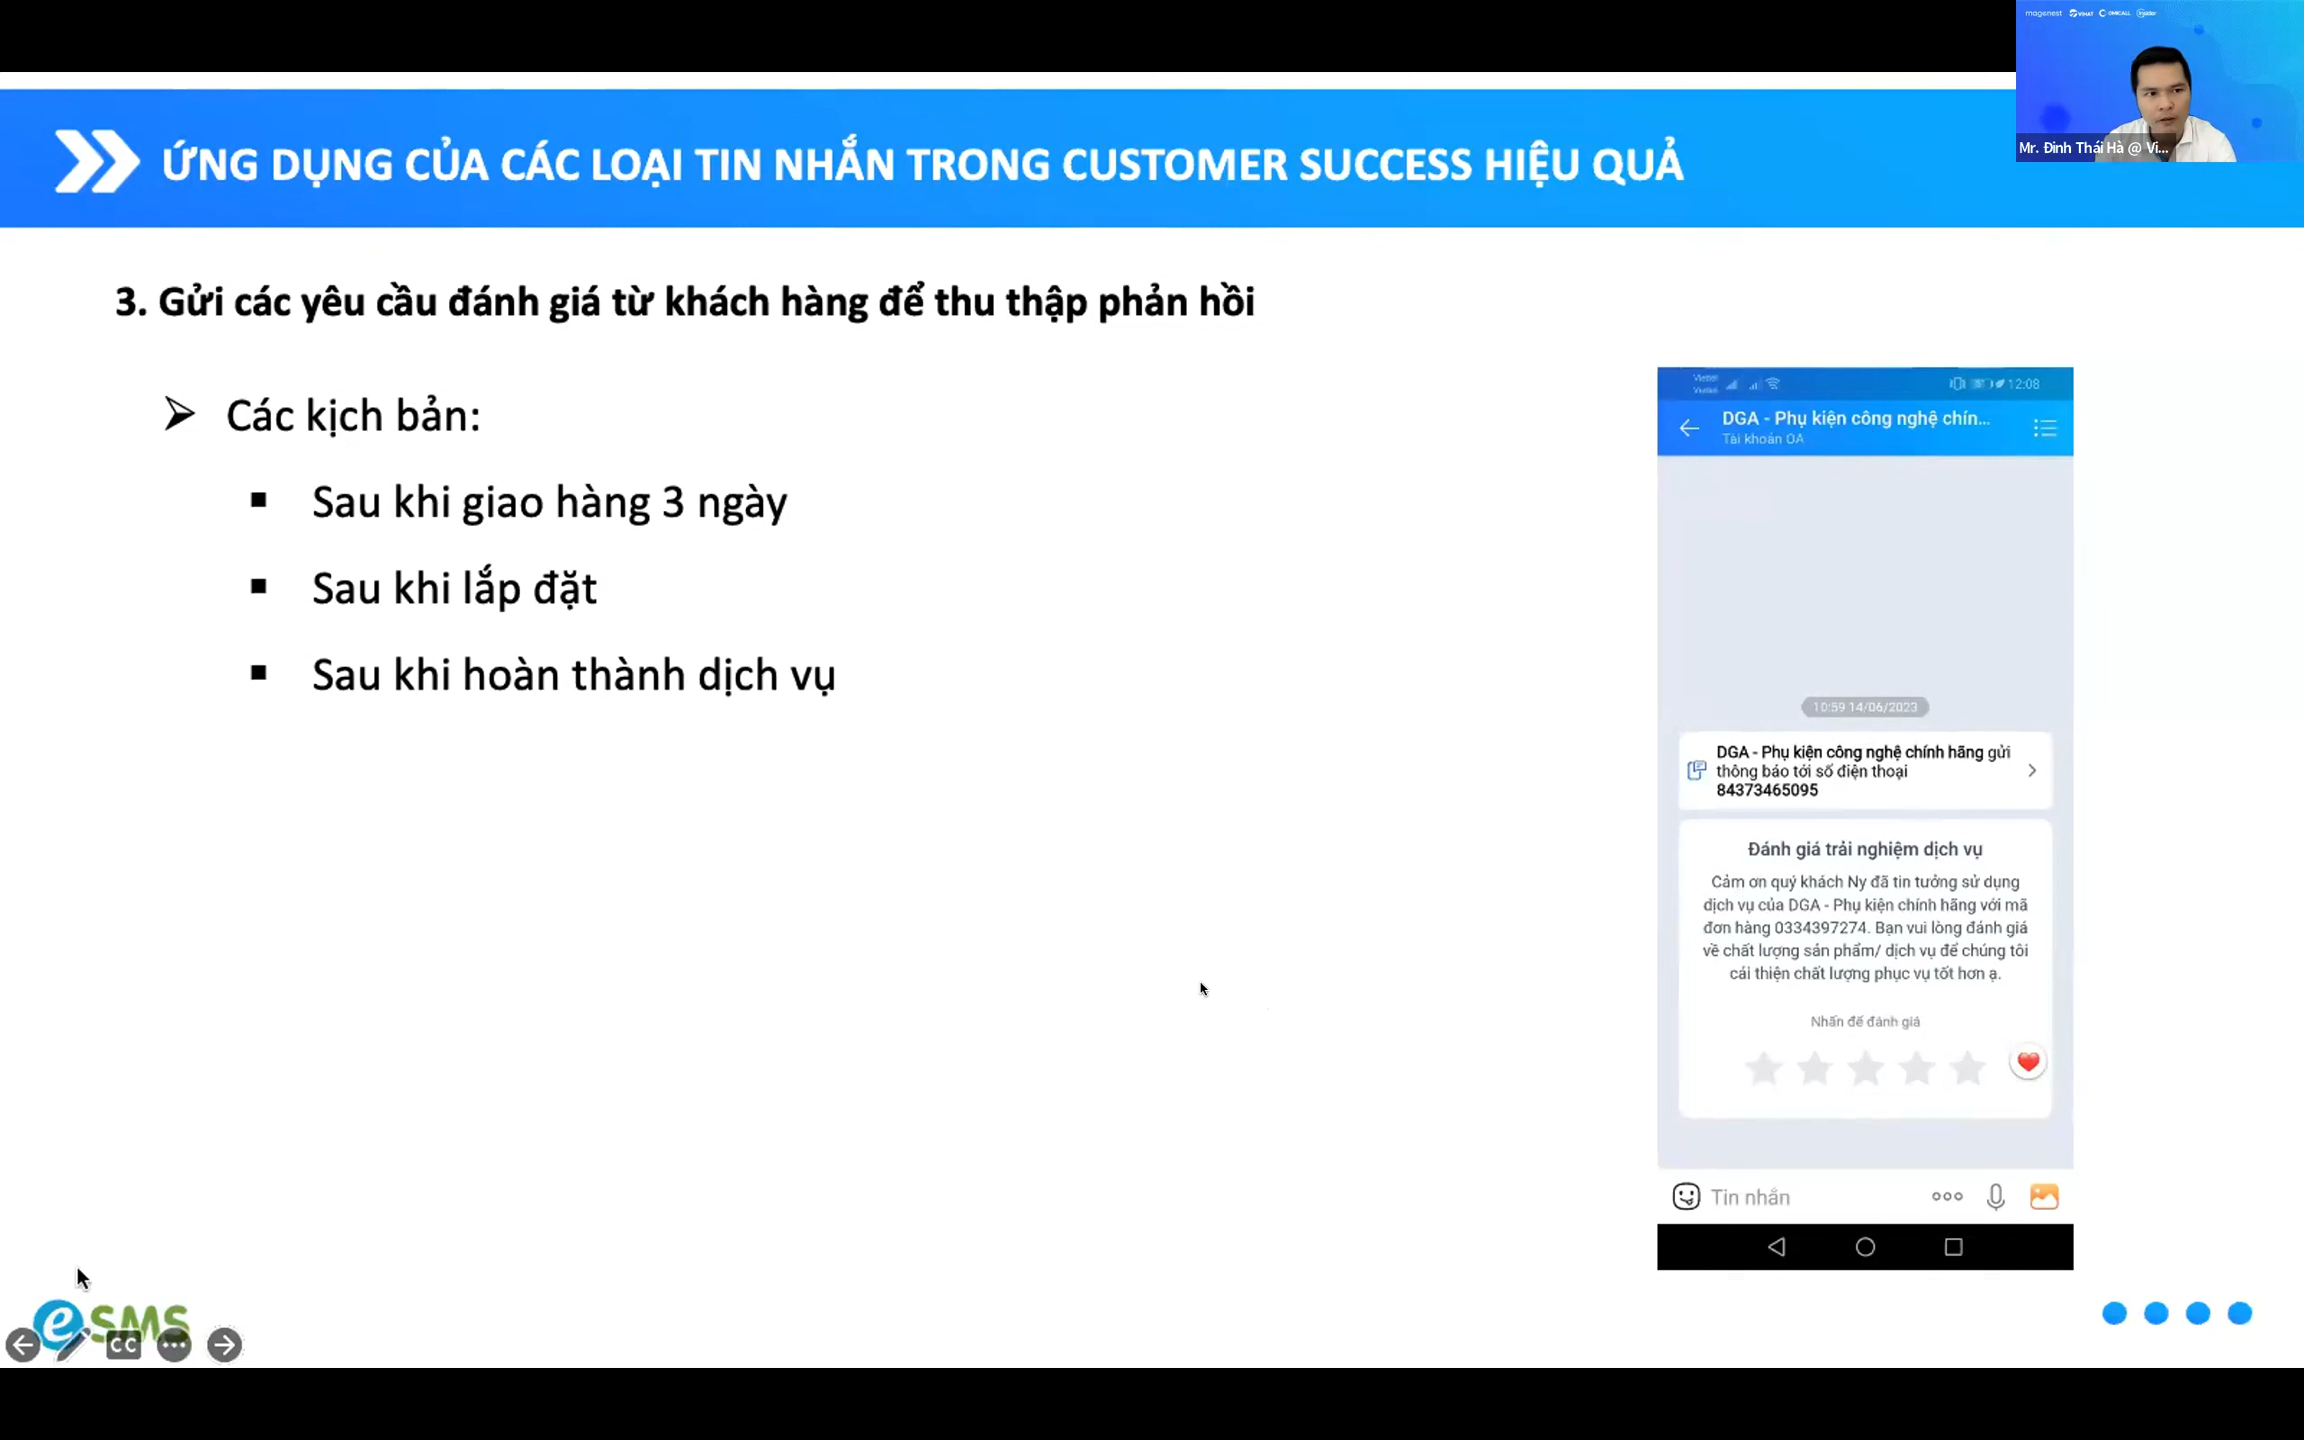 magenest VIHAT OMICALL insider
Mr. Đinh Thái Hà @ Vi...
ỨNG DỤNG CỦA CÁC LOẠI TIN NHẮN TRONG CUSTOMER SUCCESS HIỆU QUẢ
3. Gửi các yêu cầu đánh giá từ khách hàng để thu thập phản hồi
➢ Các kịch bản:
▪ Sau khi giao hàng 3 ngày
▪ Sau khi lắp đặt
▪ Sau khi hoàn thành dịch vụ
Viettel
Viettel
12:08
DGA - Phụ kiện công nghệ chín...
Tài khoản OA
10:59 14/06/2023
DGA - Phụ kiện công nghệ chính hãng gửi
thông báo tới số điện thoại
84373465095
Đánh giá trải nghiệm dịch vụ
Cảm ơn quý khách Ny đã tin tưởng sử dụng
dịch vụ của DGA - Phụ kiện chính hãng với mã
đơn hàng 0334397274. Bạn vui lòng đánh giá
về chất lượng sản phẩm/ dịch vụ để chúng tôi
cải thiện chất lượng phục vụ tốt hơn ạ.
Nhấn để đánh giá
Tin nhắn
eSMS
CC